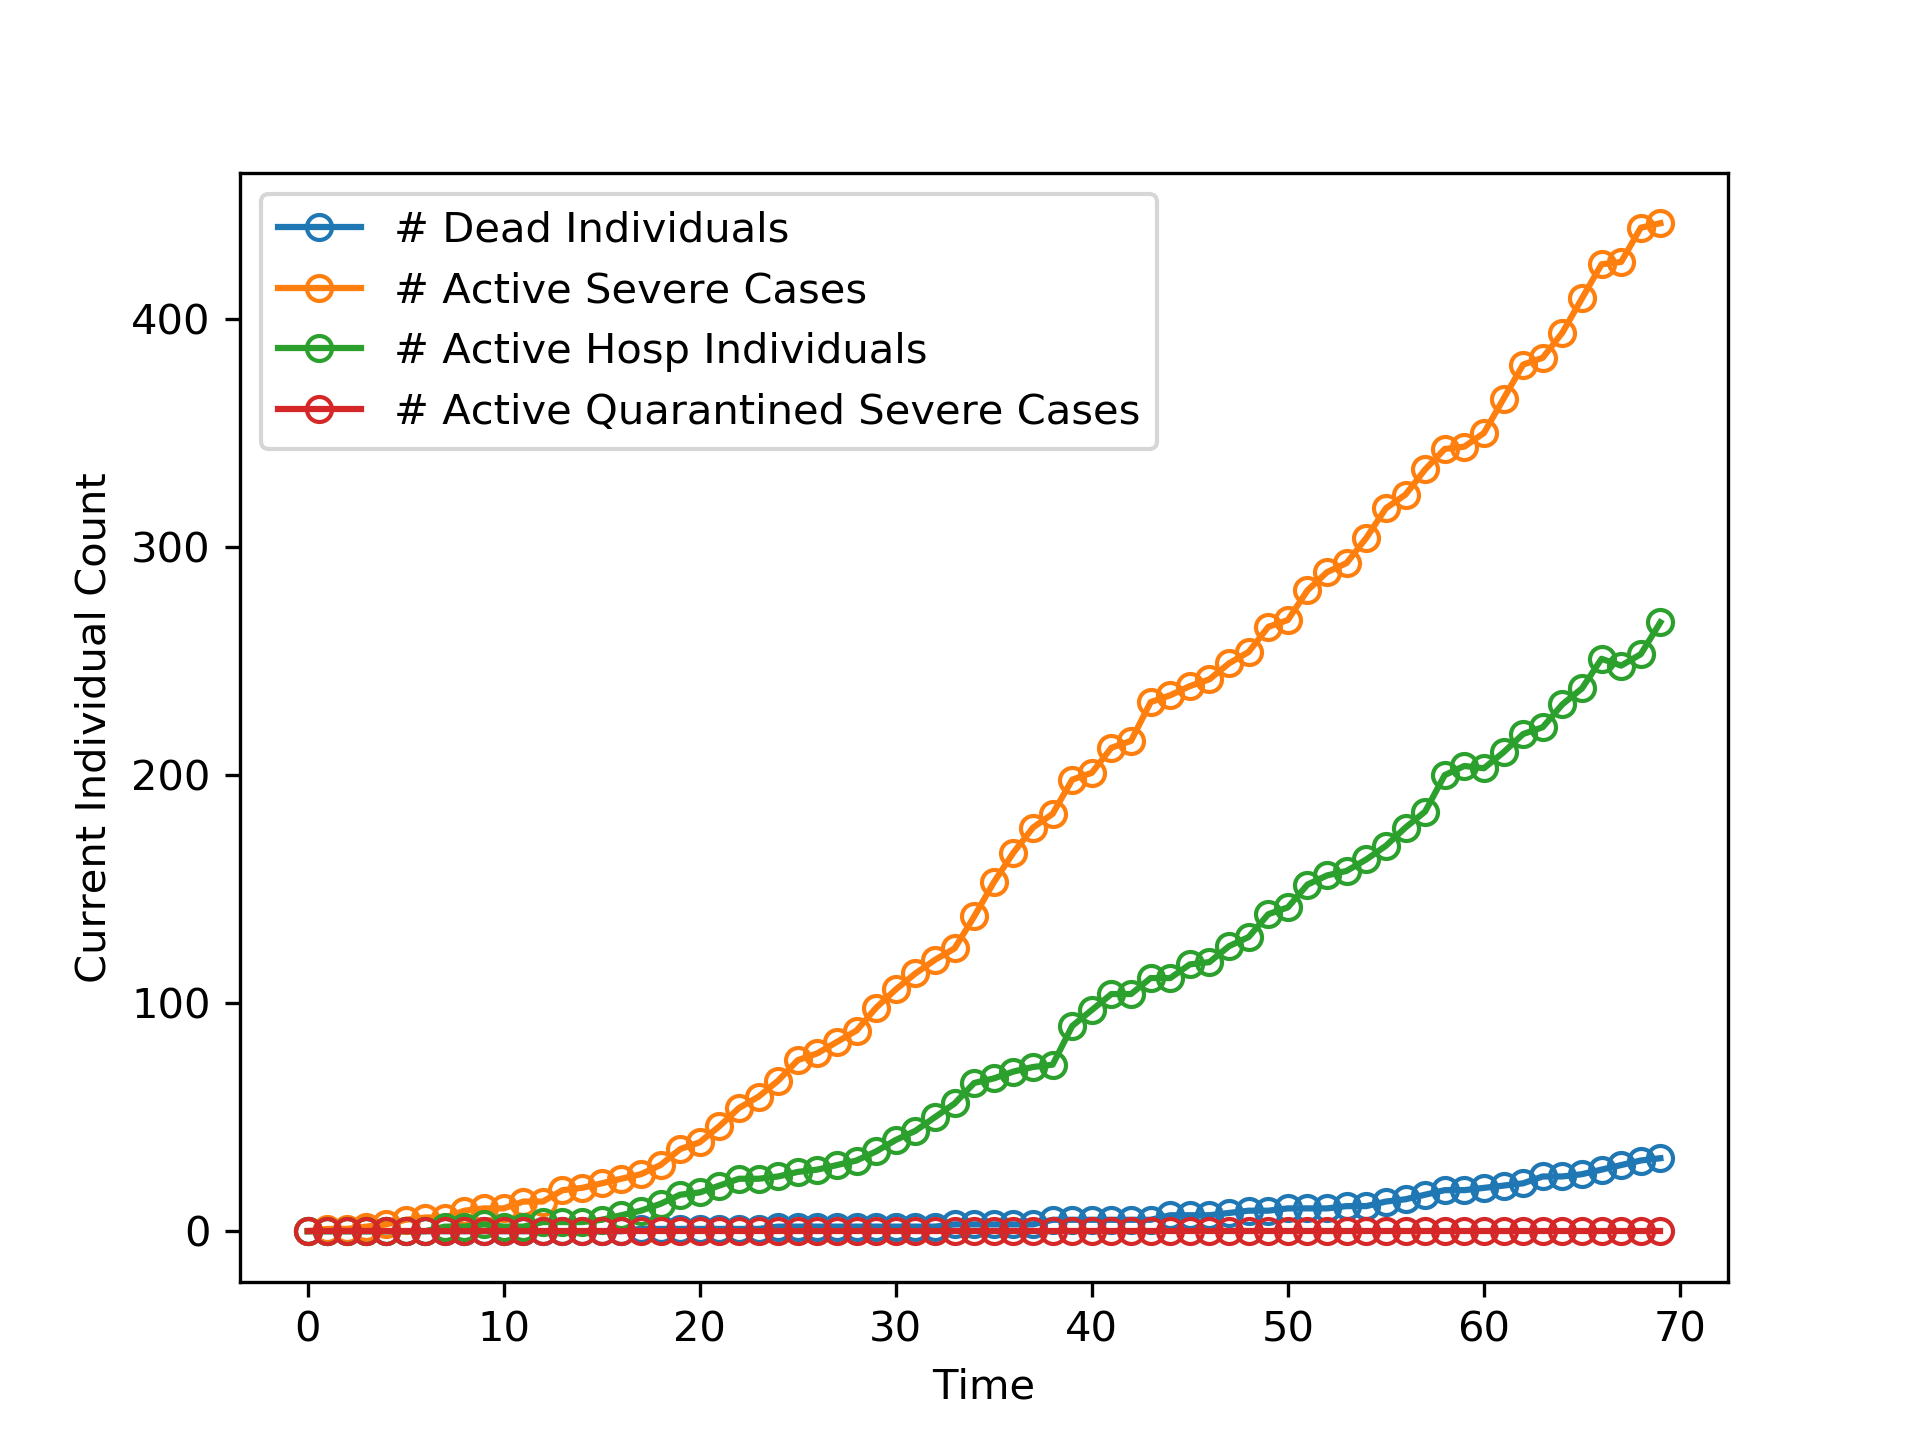 # Dead Individuals
# Active Severe Cases
# Active Hosp Individuals
# Active Quarantined Severe Cases
Current Individual Count
400
300
200
100
0
0 10 20 30 40 50 60 70
Time